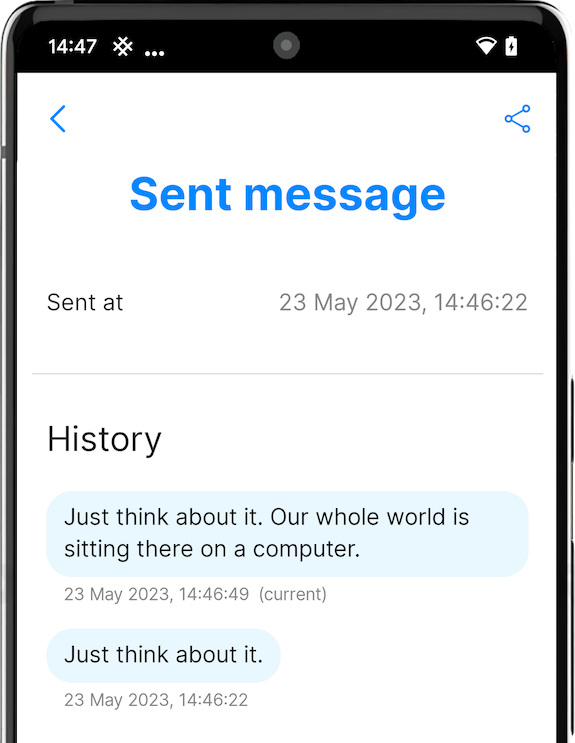 14:47
Sent message
Sent at 23 May 2023, 14:46:22
History
Just think about it. Our whole world is
sitting there on a computer.
23 May 2023, 14:46:49 (current)
Just think about it.
23 May 2023, 14:46:22